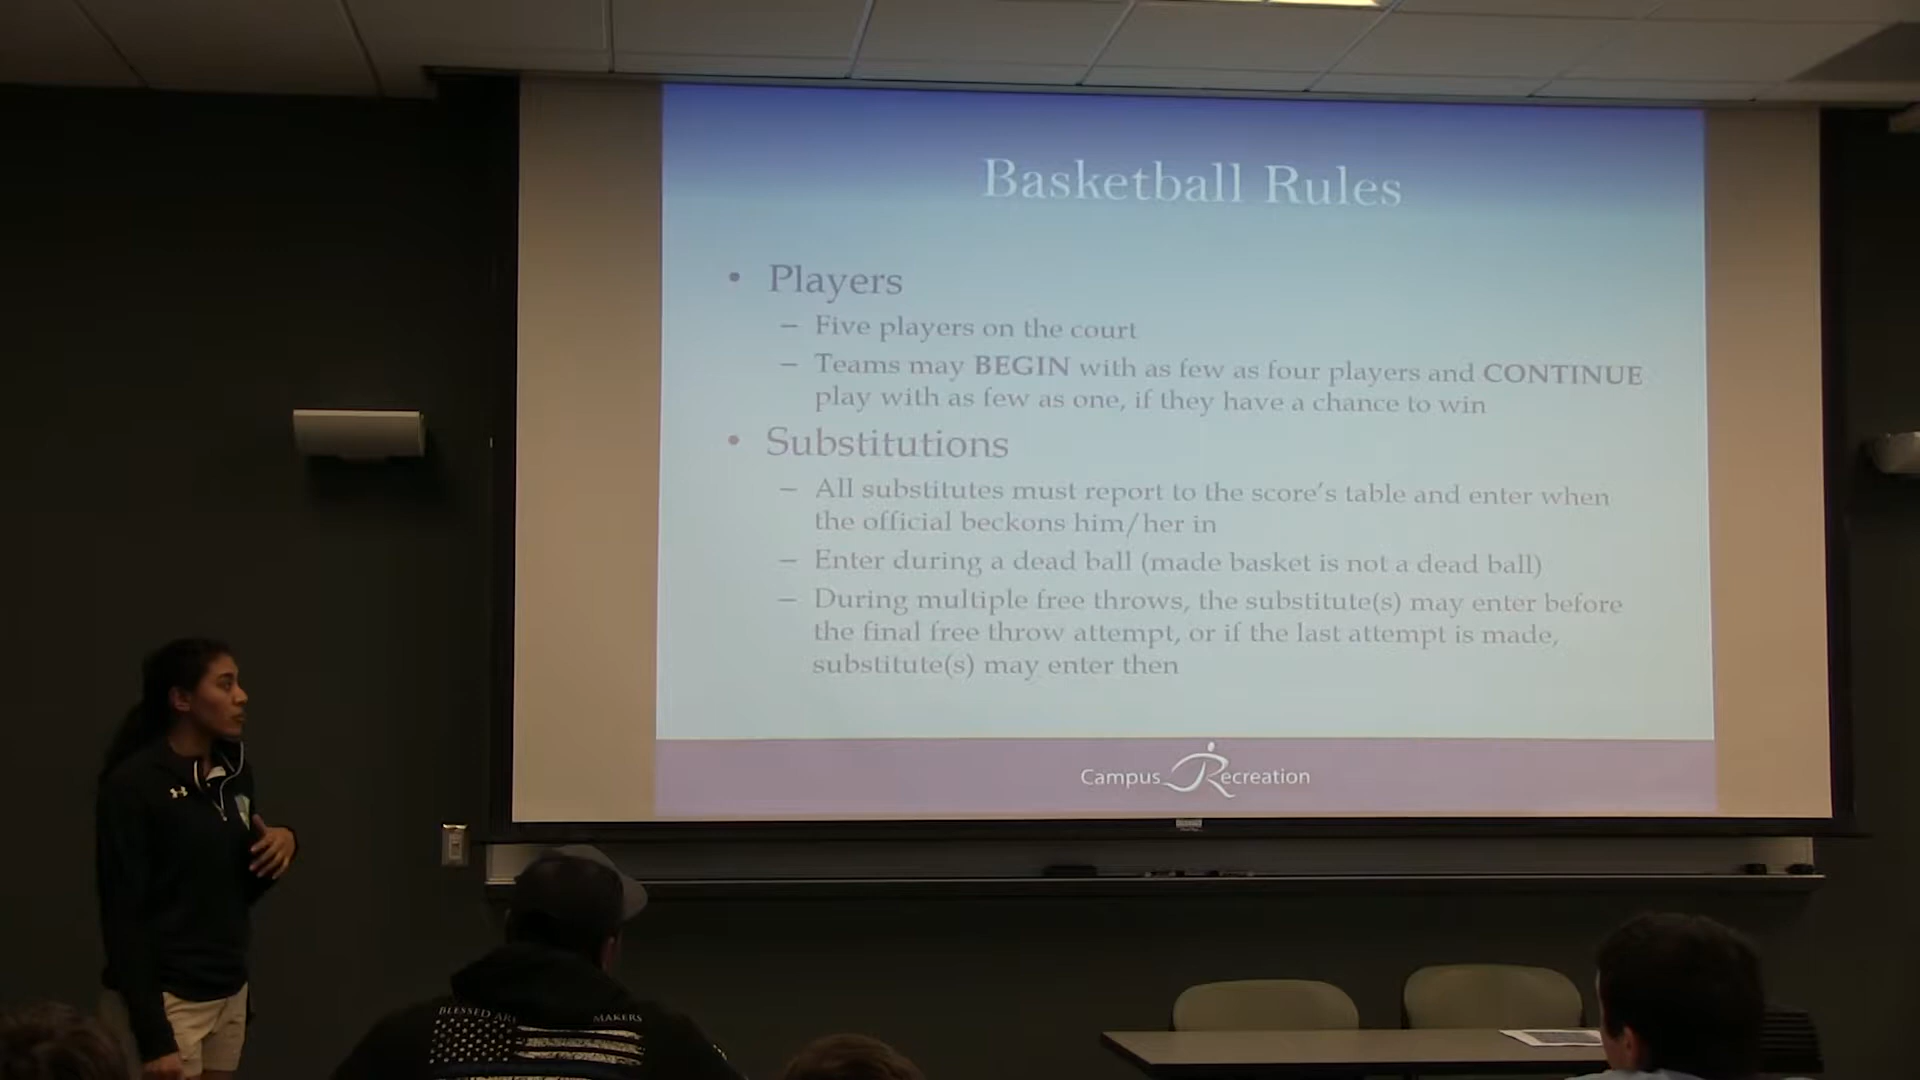 Basketball Rules
• Players
– Five players on the court
– Teams may BEGIN with as few as four players and CONTINUE
play with as few as one, if they have a chance to win
• Substitutions
– All substitutes must report to the score's table and enter when
the official beckons him/her in
– Enter during a dead ball (made basket is not a dead ball)
– During multiple free throws, the substitute(s) may enter before
the final free throw attempt, or if the last attempt is made,
substitute(s) may enter then
Campus Recreation
BLESSED ARE MAKERS